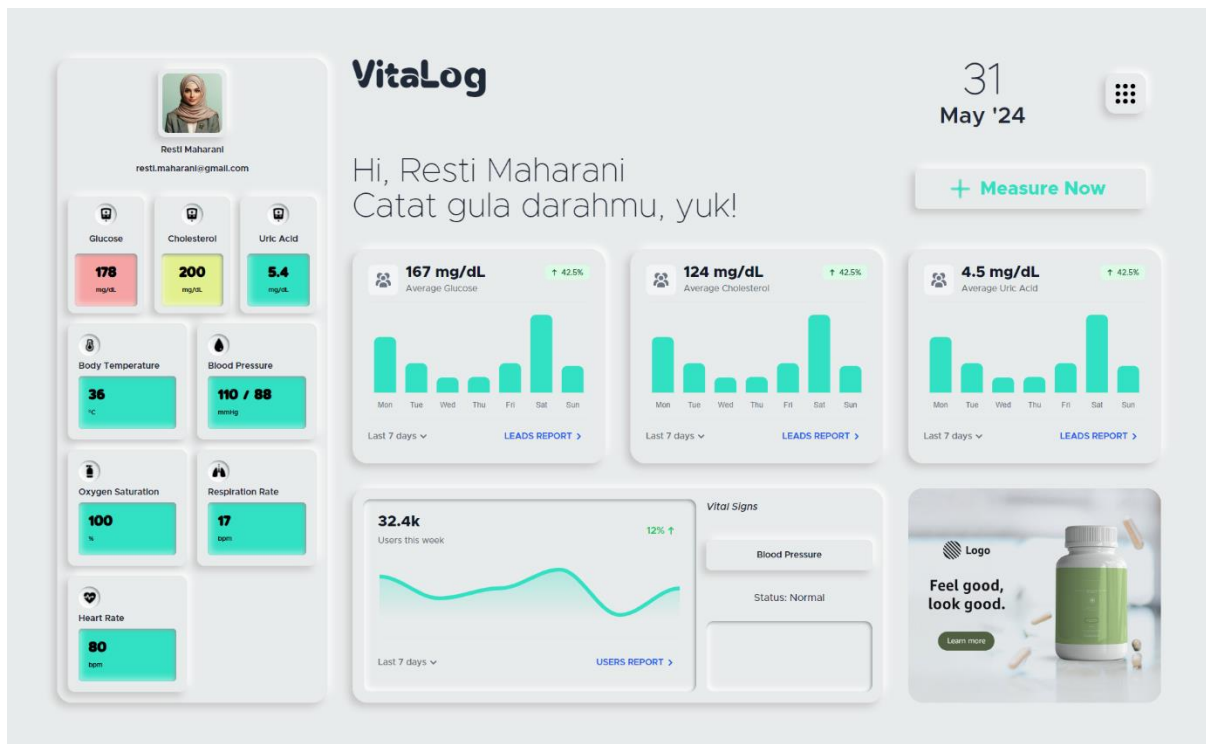 Resti Maharani
resti.maharani@gmail.com
Glucose
178
mg/dL
Cholesterol
200
mg/dL
Uric Acid
5.4
mg/dL
Body Temperature
36
°C
Blood Pressure
110 / 88
mmHg
Oxygen Saturation
100
%
Respiration Rate
17
bpm
Heart Rate
80
bpm
VitaLog
31
May '24
Hi, Resti Maharani
Catat gula darahmu, yuk!
+ Measure Now
167 mg/dL
↑ 42.5%
Average Glucose
Mon Tue Wed Thu Fri Sat Sun
Last 7 days
LEADS REPORT >
124 mg/dL
↑ 42.5%
Average Cholesterol
Mon Tue Wed Thu Fri Sat Sun
Last 7 days
LEADS REPORT >
4.5 mg/dL
↑ 42.5%
Average Uric Acid
Mon Tue Wed Thu Fri Sat Sun
Last 7 days
LEADS REPORT >
32.4k
12% ↑
Users this week
Last 7 days
USERS REPORT >
Vital Signs
Blood Pressure
Status: Normal
Logo
Feel good,
look good.
Learn more